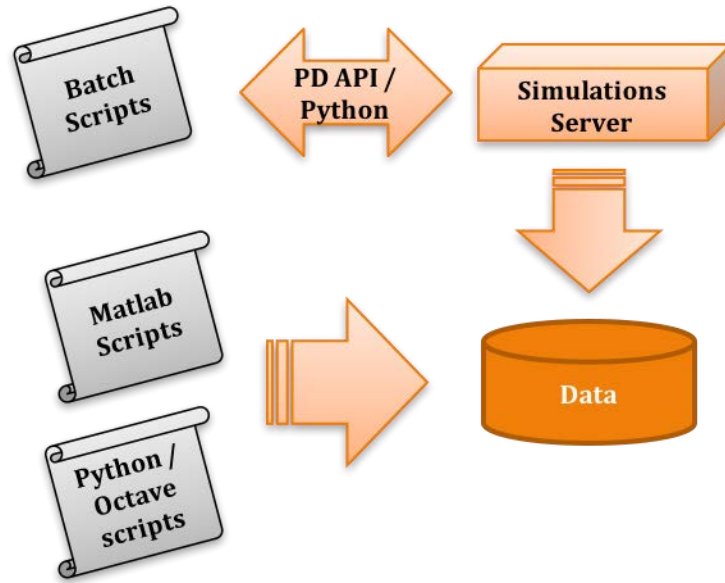 Batch
Scripts
PD API /
Python
Simulations
Server
Matlab
Scripts
Data
Python /
Octave
scripts